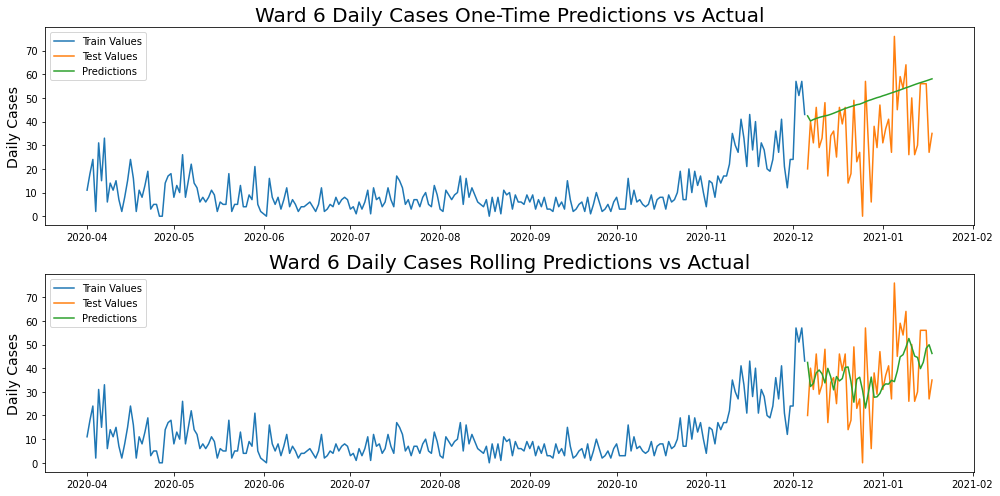 Ward 6 Daily Cases One-Time Predictions vs Actual
Daily Cases
70
60
50
40
30
20
10
0
Train Values
Test Values
Predictions
2020-04 2020-05 2020-06 2020-07 2020-08 2020-09 2020-10 2020-11 2020-12 2021-01 2021-02
Ward 6 Daily Cases Rolling Predictions vs Actual
Daily Cases
70
60
50
40
30
20
10
0
Train Values
Test Values
Predictions
2020-04 2020-05 2020-06 2020-07 2020-08 2020-09 2020-10 2020-11 2020-12 2021-01 2021-02